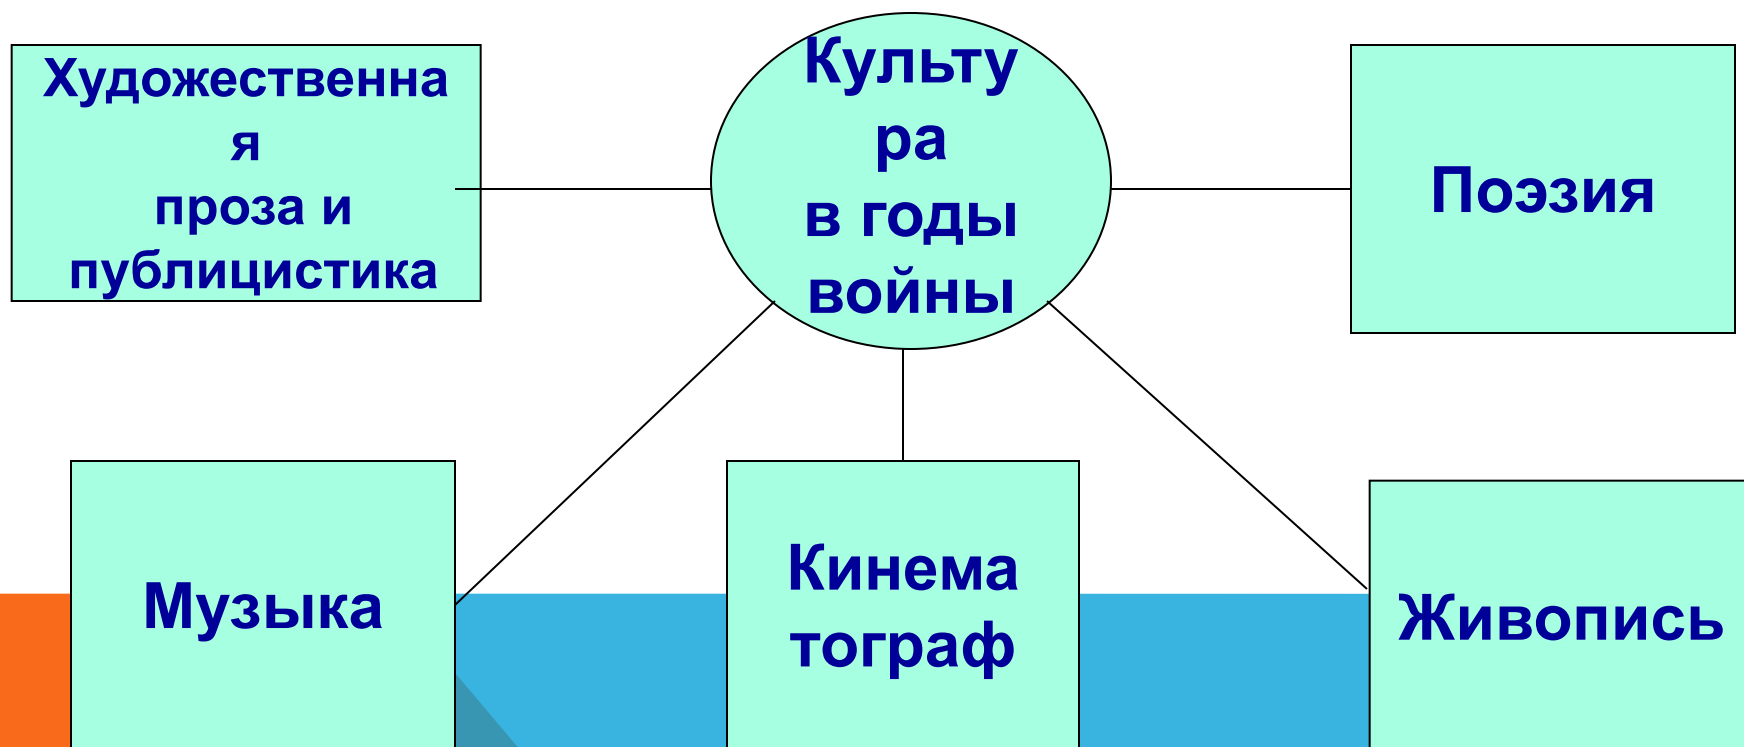 Художественна
я
проза и
публицистика
Культу
ра
в годы
войны
Поэзия
Музыка
Кинема
тограф
Живопись